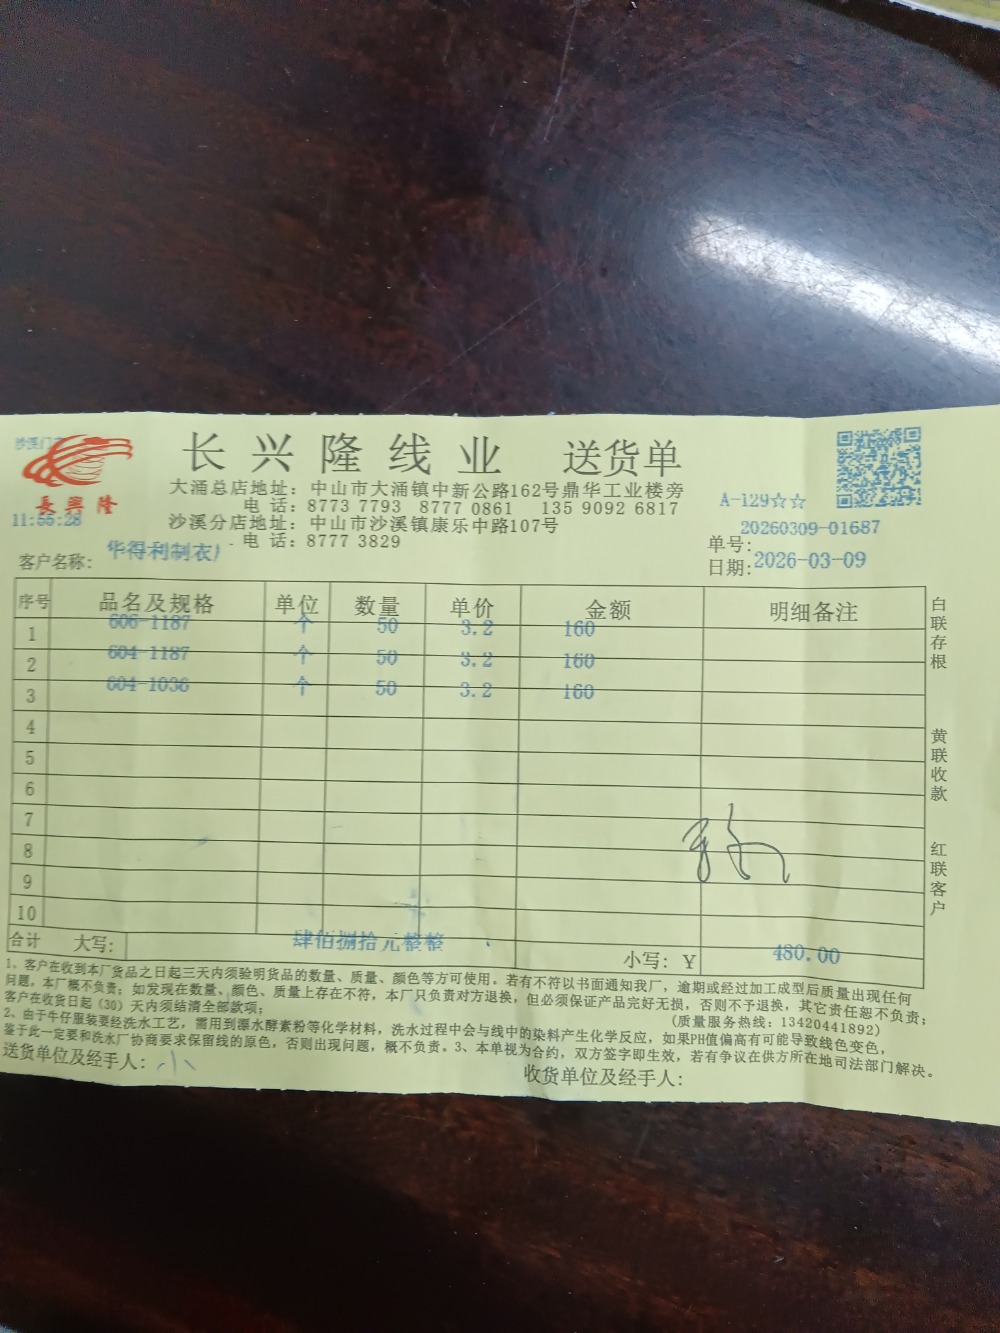 沙溪门市
長興隆
11:55:28
长兴隆线业 送货单
大涌总店地址: 中山市大涌镇中新公路162号鼎华工业楼旁
电 话: 8773 7793 8777 0861 135 9092 6817
沙溪分店地址: 中山市沙溪镇康乐中路107号
电 话: 8777 3829
A-129☆☆
单号: 20260309-01687
日期: 2026-03-09
客户名称: 华得利制衣厂
序号 品名及规格 单位 数量 单价 金额 明细备注
1 606-1187 个 50 3.2 160
2 604-1187 个 50 3.2 160
3 604-1036 个 50 3.2 160
4
5
6
7
8
9
10
合计 大写: 肆佰捌拾元整整 小写: ¥ 480.00
白联存根 黄联收款 红联客户
1、客户在收到本厂货品之日起三天内须验明货品的数量、质量、颜色等方可使用。若有不符以书面通知我厂，逾期或经过加工成型后质量出现任何
问题，本厂概不负责；如发现在数量、颜色、质量上存在不符，本厂只负责对方退换，但必须保证产品完好无损，否则不予退换，其它责任恕不负责；
客户在收货日起（30）天内须结清全部款项； (质量服务热线: 13420441892)
2、由于牛仔服装要经洗水工艺，需用到漂水酵素粉等化学材料，洗水过程中会与线中的染料产生化学反应，如果PH值偏高有可能导致线色变色，
鉴于此一定要和洗水厂协商要求保留线的原色，否则出现问题，概不负责。3、本单视为合约，双方签字即生效，若有争议在供方所在地司法部门解决。
送货单位及经手人: 小
收货单位及经手人: